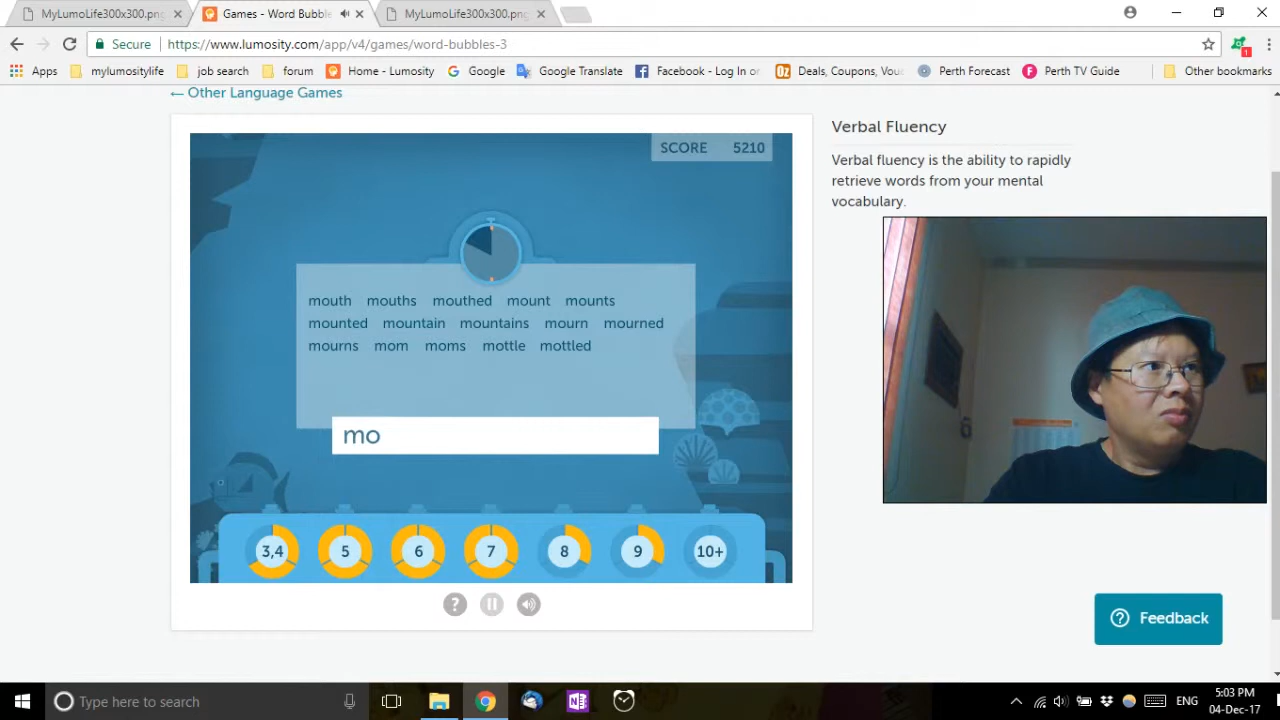 MyLumoLife300x300.png
Games - Word Bubble
MyLumoLife300x300.png
Secure
https://www.lumosity.com/app/v4/games/word-bubbles-3
1
Apps
mylumositylife
job search
forum
Home - Lumosity
Google
Google Translate
Facebook - Log In or
Deals, Coupons, Vou
Perth Forecast
Perth TV Guide
Other bookmarks
← Other Language Games
SCORE 5210
Verbal Fluency
Verbal fluency is the ability to rapidly
retrieve words from your mental
vocabulary.
mouth mouths mouthed mount mounts
mounted mountain mountains mourn mourned
mourns mom moms mottle mottled
mo
3,4 5 6 7 8 9 10+
?
Feedback
Type here to search
ENG
5:03 PM
04-Dec-17